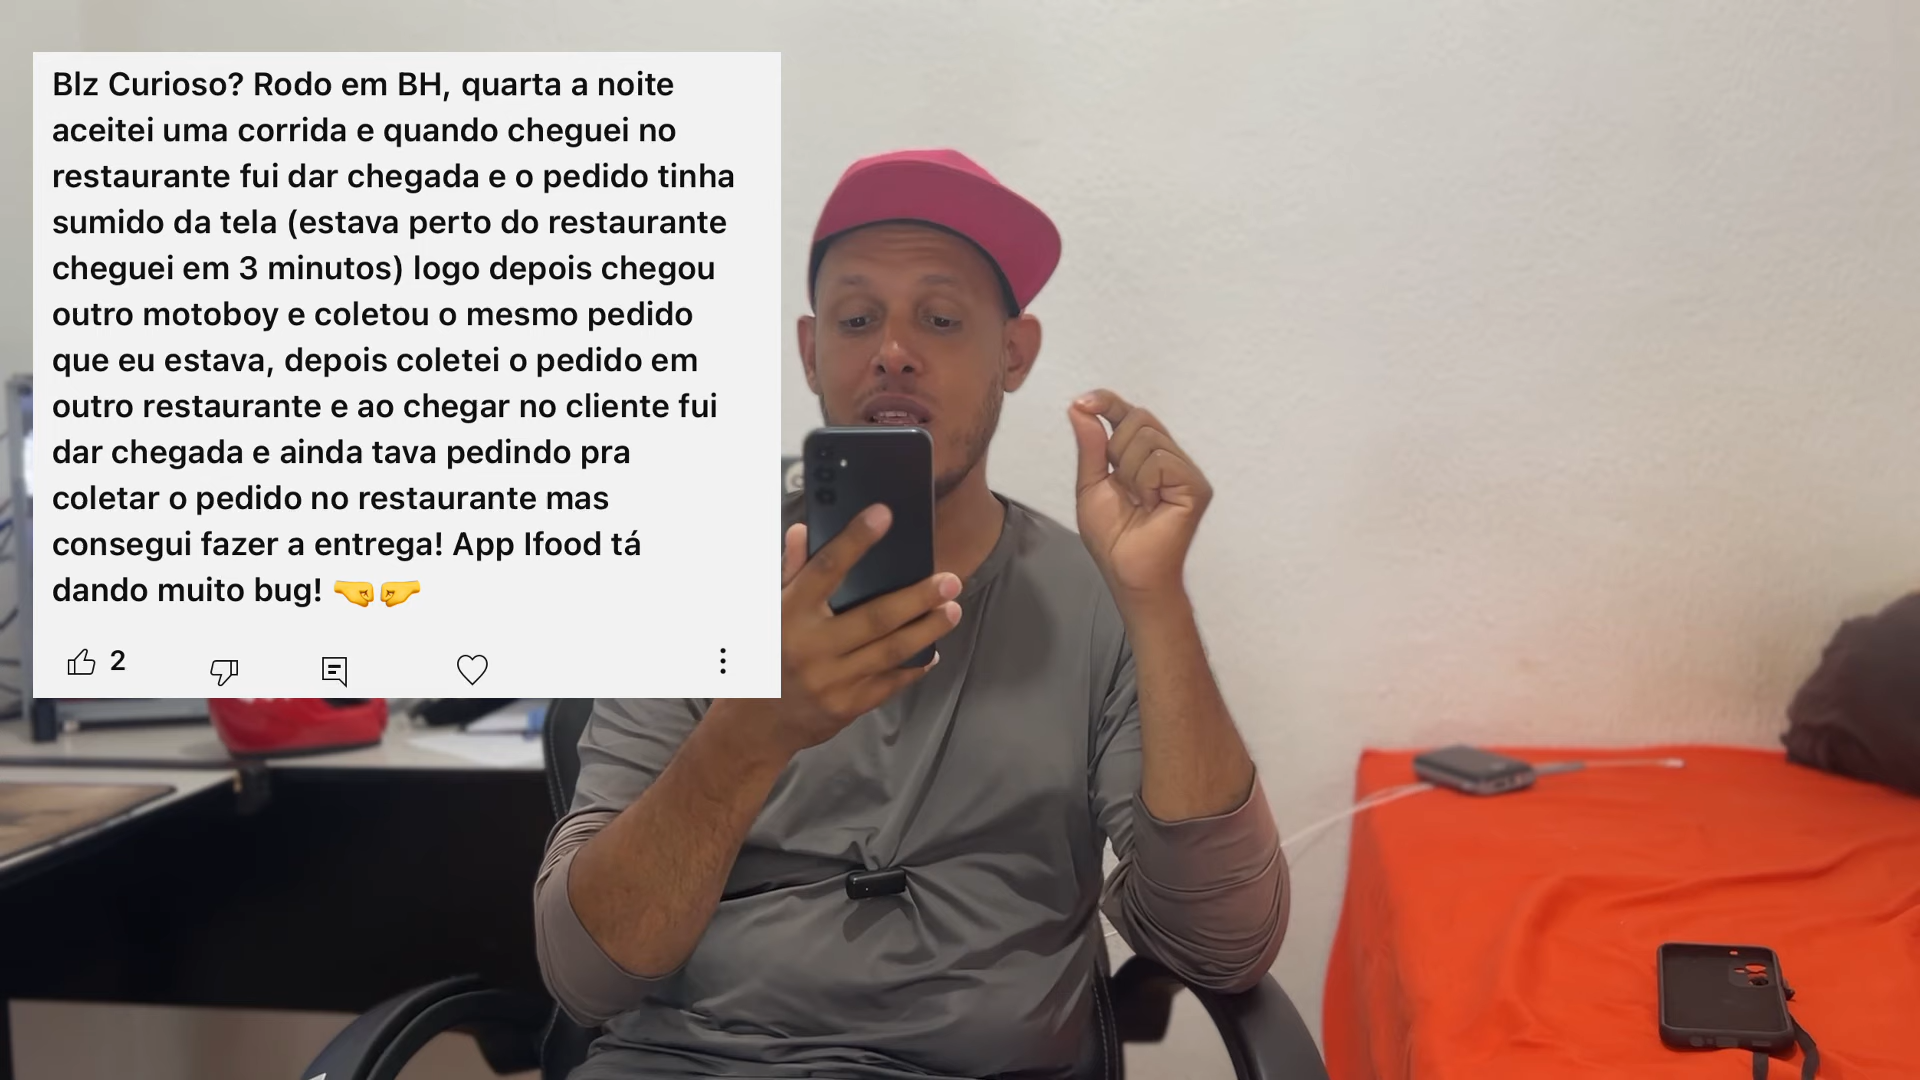 Blz Curioso? Rodo em BH, quarta a noite
aceitei uma corrida e quando cheguei no
restaurante fui dar chegada e o pedido tinha
sumido da tela (estava perto do restaurante
cheguei em 3 minutos) logo depois chegou
outro motoboy e coletou o mesmo pedido
que eu estava, depois coletei o pedido em
outro restaurante e ao chegar no cliente fui
dar chegada e ainda tava pedindo pra
coletar o pedido no restaurante mas
consegui fazer a entrega! App Ifood tá
dando muito bug! 🤜🤛
2